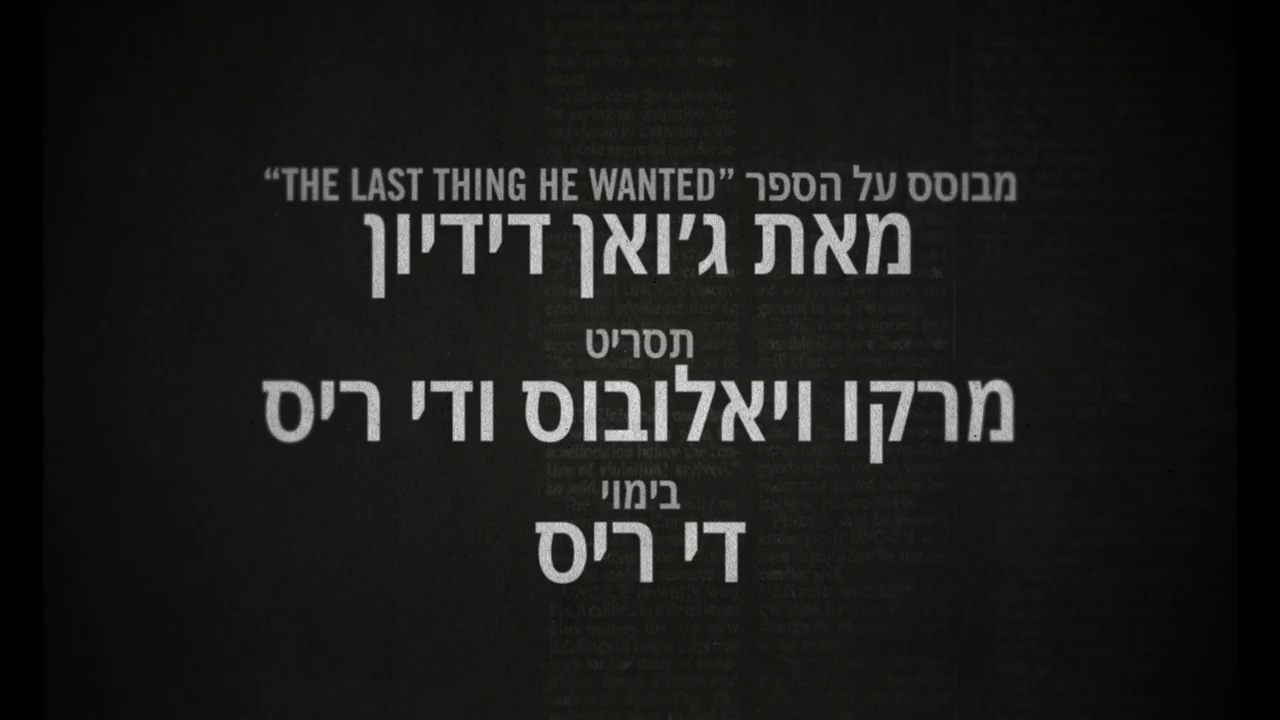 מבוסס על הספר "THE LAST THING HE WANTED"
מאת ג'ואן דידיון
תסריט
מרקו ויאלובוס ודי ריס
בימוי
די ריס